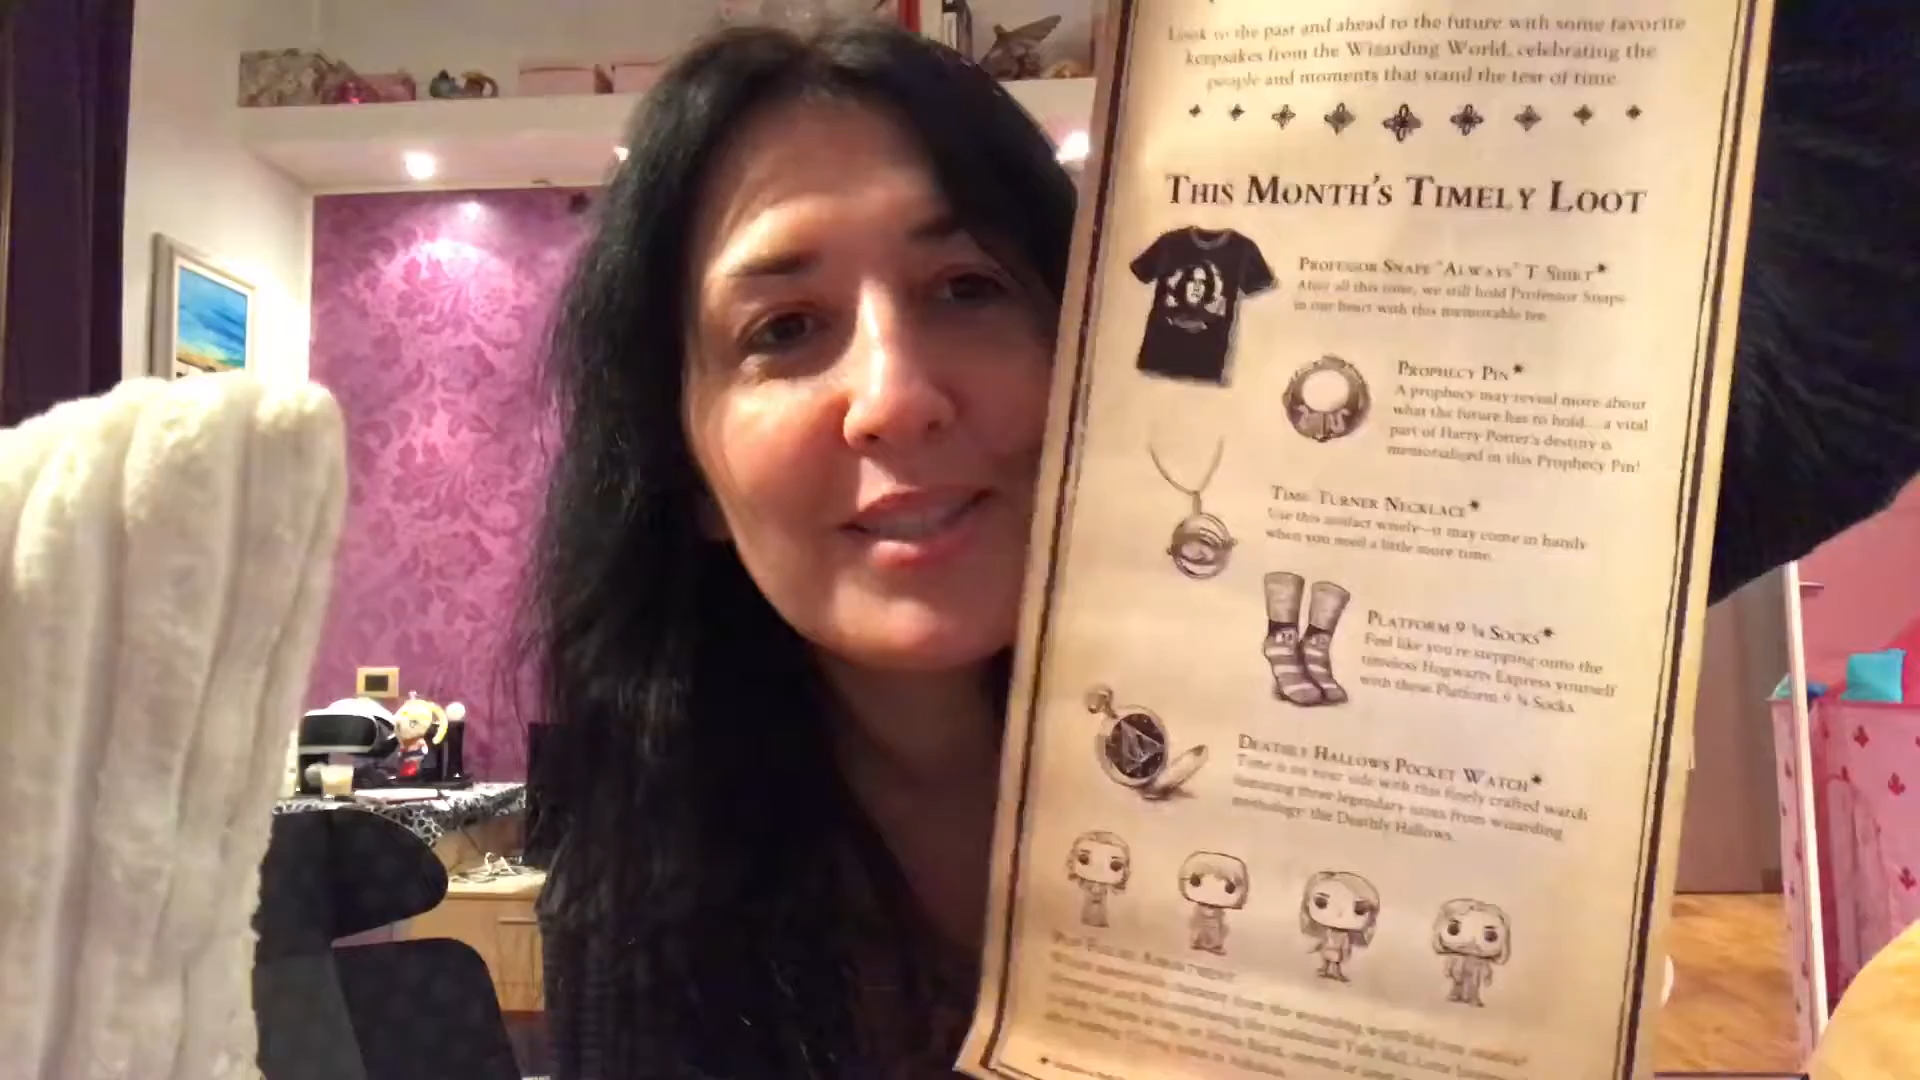 Look to the past and ahead to the future with some favorite
keepsakes from the Wizarding World, celebrating the
people and moments that stand the test of time.
THIS MONTH'S TIMELY LOOT
PROFESSOR SNAPE "ALWAYS" T SHIRT*
After all this time, we still hold Professor Snape
in our heart with this memorable tee.
PROPHECY PIN*
A prophecy may reveal more about
what the future has to hold... a vital
part of Harry Potter's destiny is
memorialized in this Prophecy Pin!
TIME TURNER NECKLACE*
Use this artifact wisely—it may come in handy
when you need a little more time.
PLATFORM 9 ¾ SOCKS*
Feel like you're stepping onto the
timeless Hogwarts Express yourself
with these Platform 9 ¾ Socks.
DEATHLY HALLOWS POCKET WATCH*
Time is on your side with this finely crafted watch
featuring three legendary items from wizarding
mythology: the Deathly Hallows.